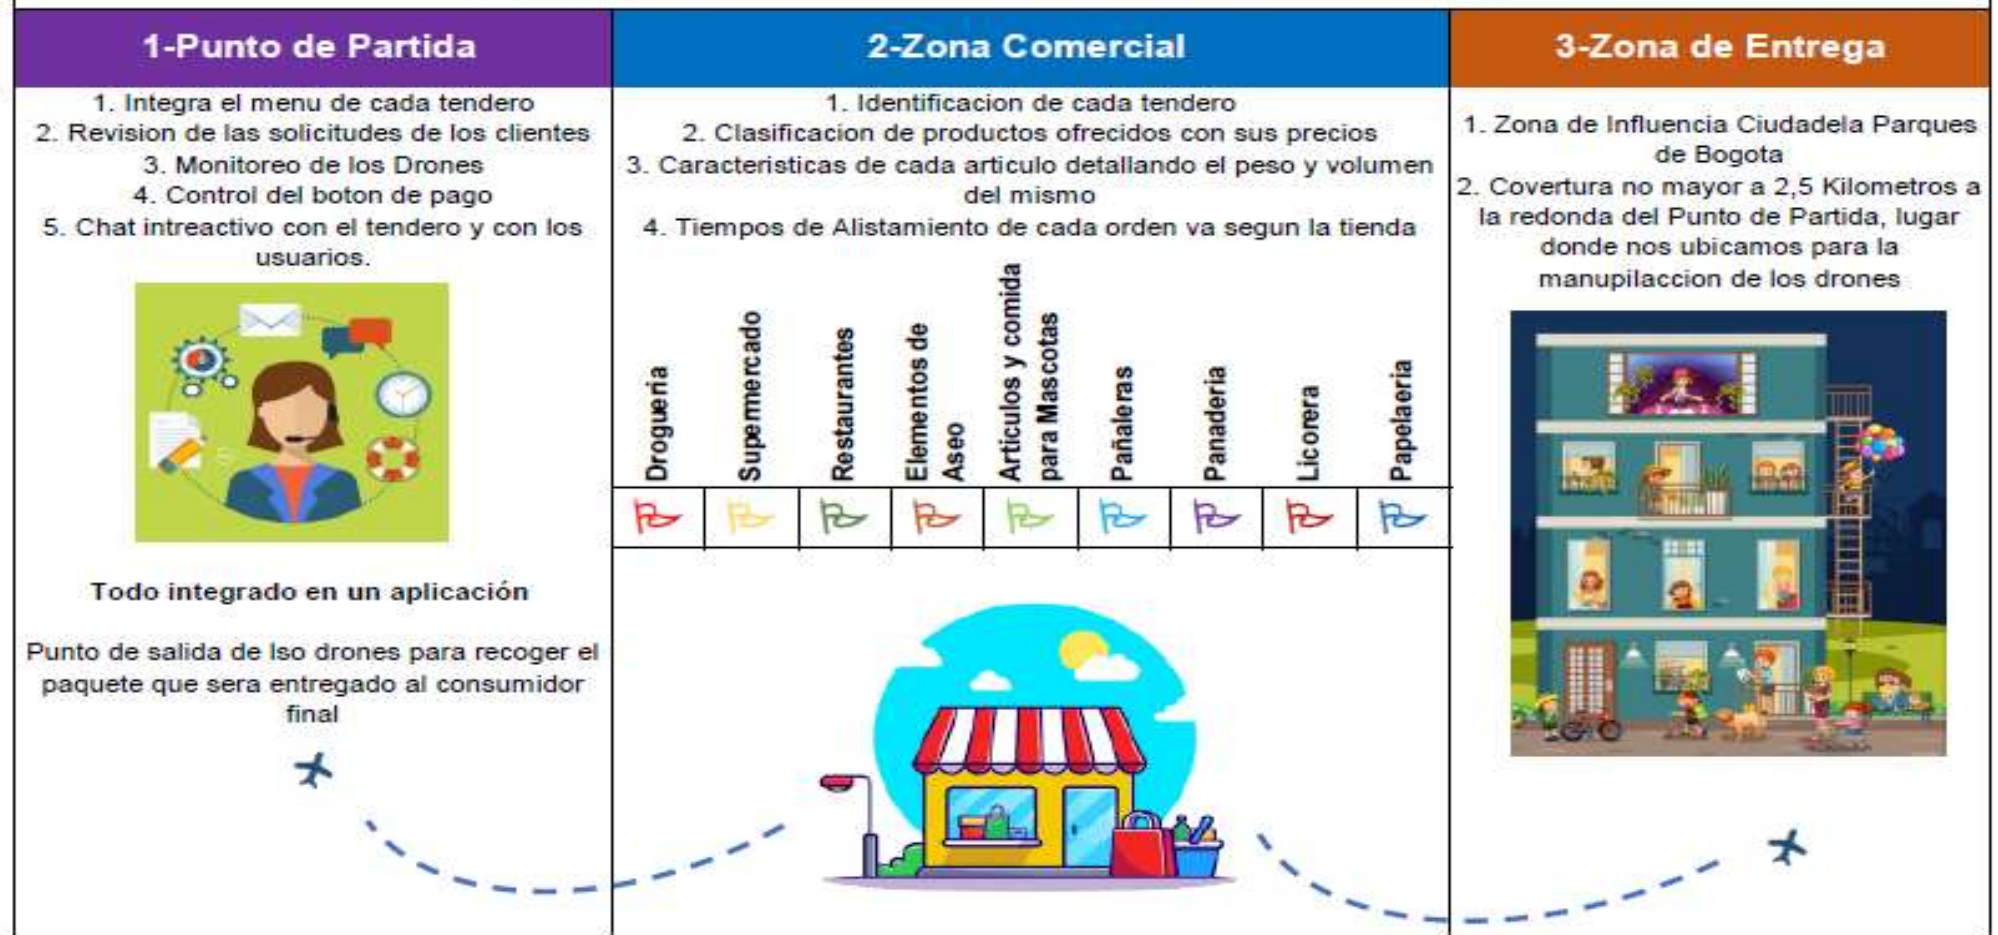 1-Punto de Partida
1. Integra el menu de cada tendero
2. Revision de las solicitudes de los clientes
3. Monitoreo de los Drones
4. Control del boton de pago
5. Chat intreactivo con el tendero y con los
usuarios.
Todo integrado en un aplicación
Punto de salida de lso drones para recoger el
paquete que sera entregado al consumidor
final
2-Zona Comercial
1. Identificacion de cada tendero
2. Clasificacion de productos ofrecidos con sus precios
3. Caracteristicas de cada articulo detallando el peso y volumen
del mismo
4. Tiempos de Alistamiento de cada orden va segun la tienda
Drogueria
Supermercado
Restaurantes
Elementos de
Aseo
Articulos y comida
para Mascotas
Pañaleras
Panaderia
Licorera
Papelaeria
3-Zona de Entrega
1. Zona de Influencia Ciudadela Parques
de Bogota
2. Covertura no mayor a 2,5 Kilometros a
la redonda del Punto de Partida, lugar
donde nos ubicamos para la
manupilaccion de los drones